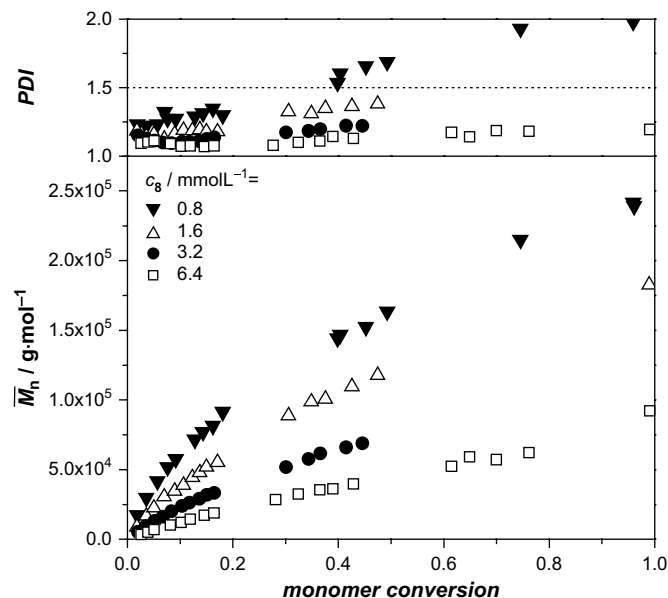 2.0
PDI
1.5
1.0
c8 / mmolL−1=
0.8
1.6
3.2
6.4
2.5x10^5
2.0x10^5
1.5x10^5
1.0x10^5
5.0x10^4
0.0
M̅n / g·mol−1
0.0 0.2 0.4 0.6 0.8 1.0
monomer conversion